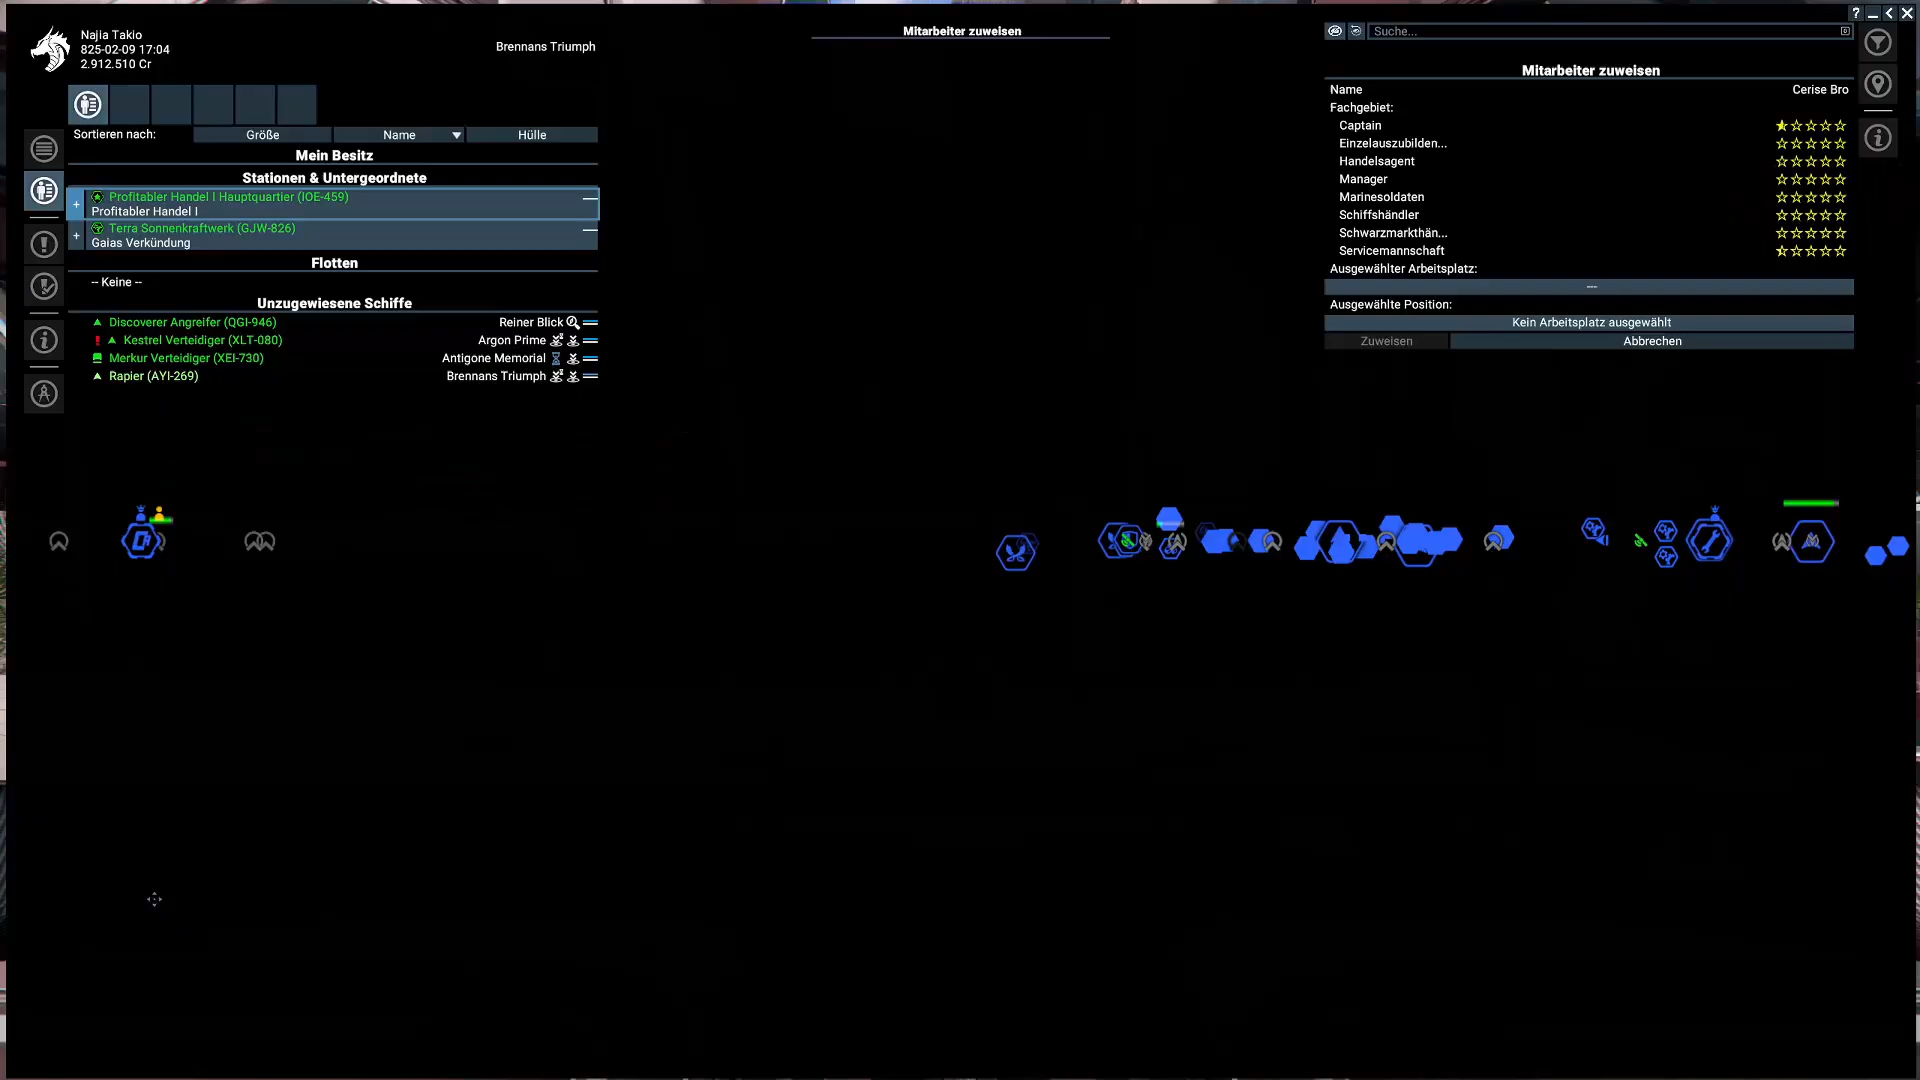 Najia Takio
825-02-09 17:04
2.912.510 Cr
Brennans Triumph
Sortieren nach:
Größe
Name
Hülle
Mein Besitz
Stationen & Untergeordnete
+
Profitabler Handel I Hauptquartier (IOE-459)
Profitabler Handel I
+
Terra Sonnenkraftwerk (GJW-826)
Gaias Verkündung
Flotten
-- Keine --
Unzugewiesene Schiffe
Discoverer Angreifer (QGI-946)
Reiner Blick
Kestrel Verteidiger (XLT-080)
Argon Prime
Merkur Verteidiger (XEI-730)
Antigone Memorial
Rapier (AYI-269)
Brennans Triumph
Mitarbeiter zuweisen
Suche...
Mitarbeiter zuweisen
Name
Cerise Bro
Fachgebiet:
Captain
Einzelauszubilden...
Handelsagent
Manager
Marinesoldaten
Schiffshändler
Schwarzmarkthän...
Servicemannschaft
Ausgewählter Arbeitsplatz:
---
Ausgewählte Position:
Kein Arbeitsplatz ausgewählt
Zuweisen
Abbrechen